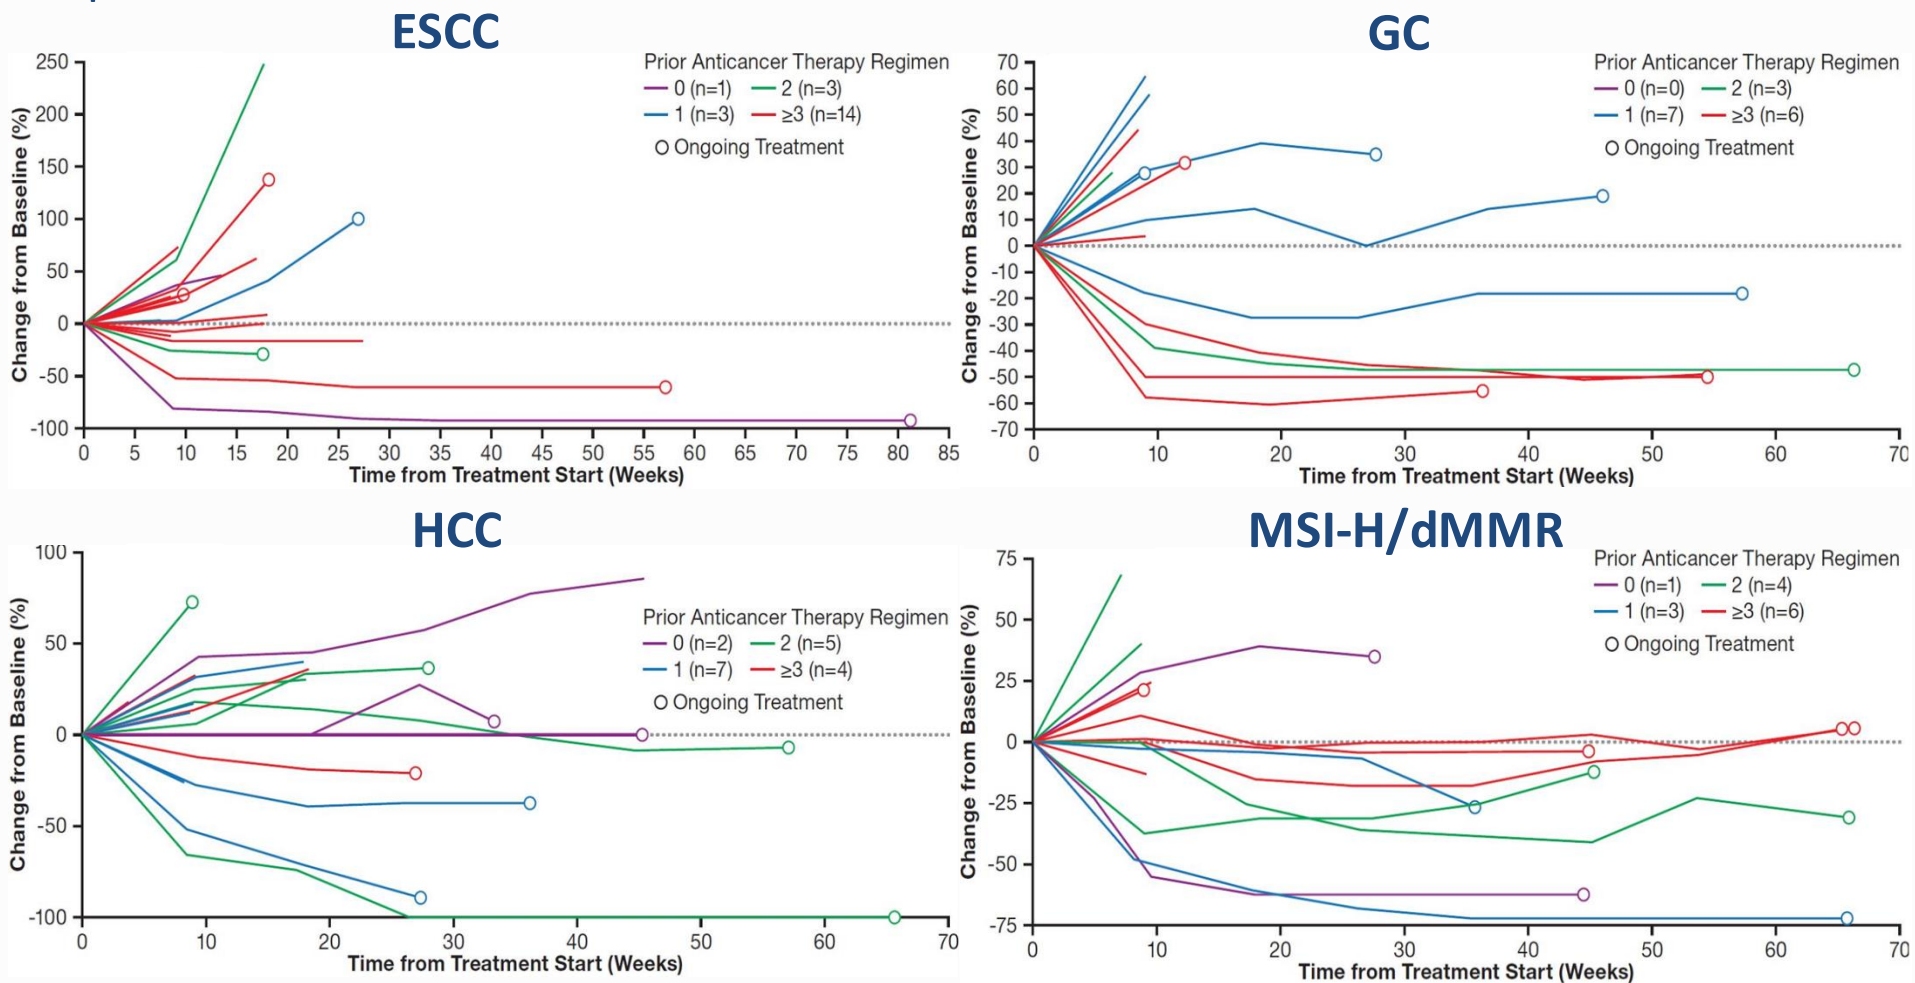 ESCC
250
200
150
100
50
0
-50
-100
Change from Baseline (%)
Prior Anticancer Therapy Regimen
0 (n=1) 2 (n=3)
1 (n=3) ≥3 (n=14)
Ongoing Treatment
0 5 10 15 20 25 30 35 40 45 50 55 60 65 70 75 80 85
Time from Treatment Start (Weeks)
GC
70
60
50
40
30
20
10
0
-10
-20
-30
-40
-50
-60
-70
Change from Baseline (%)
Prior Anticancer Therapy Regimen
0 (n=0) 2 (n=3)
1 (n=7) ≥3 (n=6)
Ongoing Treatment
0 10 20 30 40 50 60 70
Time from Treatment Start (Weeks)
HCC
100
50
0
-50
-100
Change from Baseline (%)
Prior Anticancer Therapy Regimen
0 (n=2) 2 (n=5)
1 (n=7) ≥3 (n=4)
Ongoing Treatment
0 10 20 30 40 50 60 70
Time from Treatment Start (Weeks)
MSI-H/dMMR
75
50
25
0
-25
-50
-75
Change from Baseline (%)
Prior Anticancer Therapy Regimen
0 (n=1) 2 (n=4)
1 (n=3) ≥3 (n=6)
Ongoing Treatment
0 10 20 30 40 50 60 70
Time from Treatment Start (Weeks)